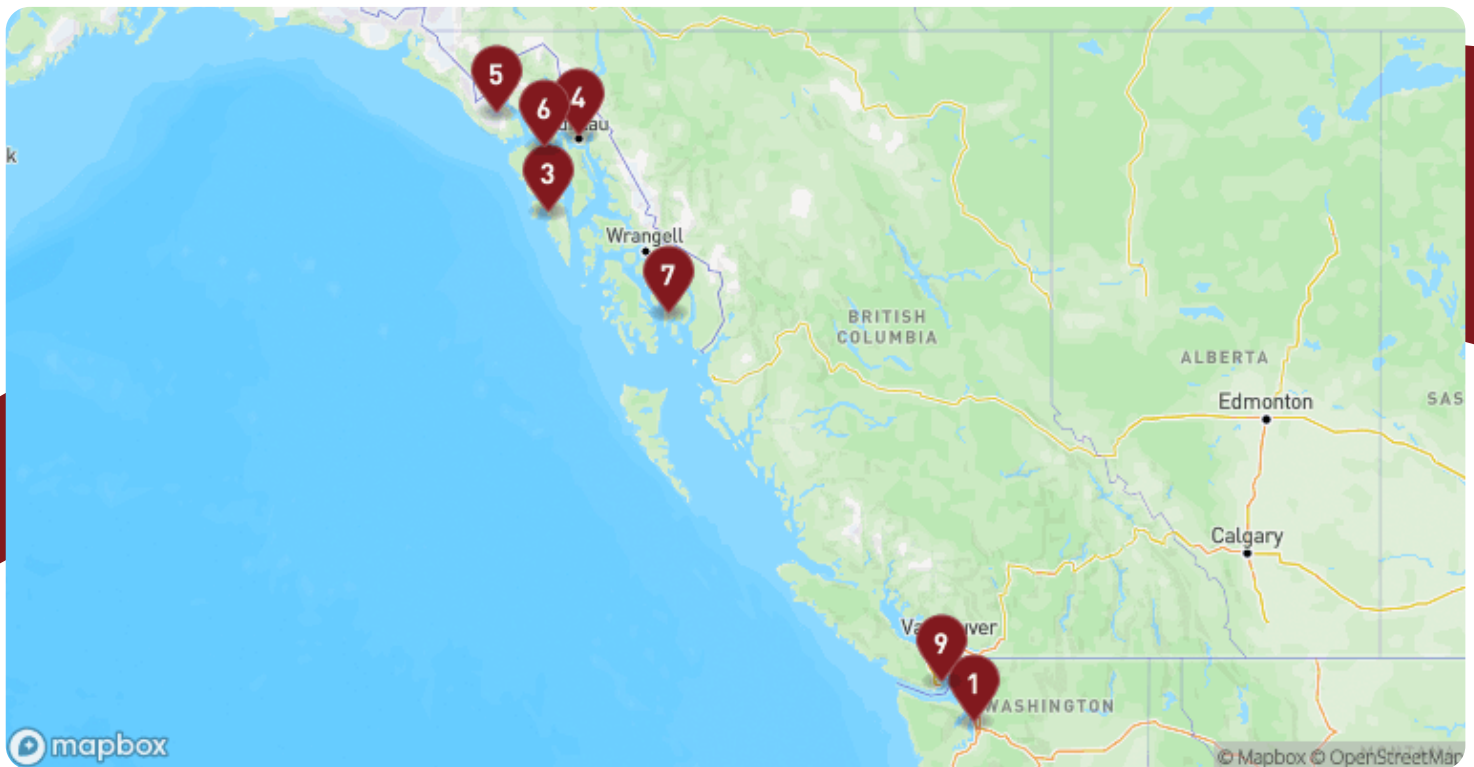 5
4
6
3
k
Wrangell
7
BRITISH
COLUMBIA
ALBERTA
Edmonton
SAS
Calgary
9
1
WASHINGTON
mapbox
© Mapbox © OpenStreetMap